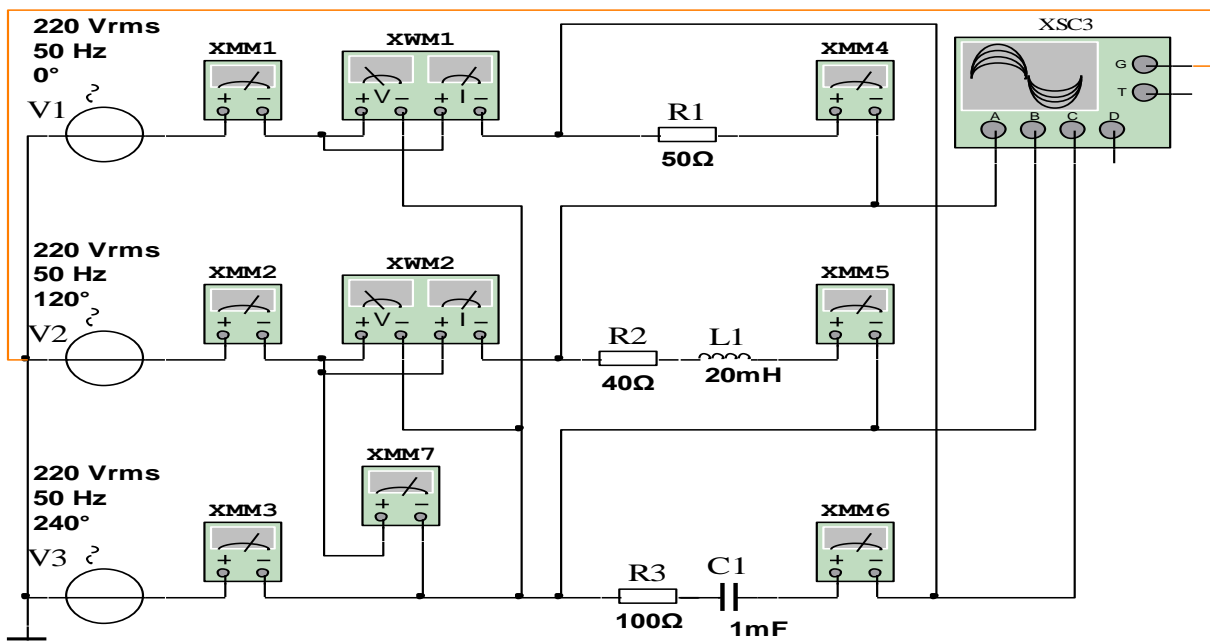 220 Vrms
50 Hz
0°
V1
XMM1
+ −
XWM1
+ V − + I −
R1
50Ω
XMM4
+ −
XSC3
G
T
A B C D
220 Vrms
50 Hz
120°
V2
XMM2
+ −
XWM2
+ V − + I −
R2
40Ω
L1
20mH
XMM5
+ −
XMM7
+ −
220 Vrms
50 Hz
240°
V3
XMM3
+ −
R3
100Ω
C1
1mF
XMM6
+ −